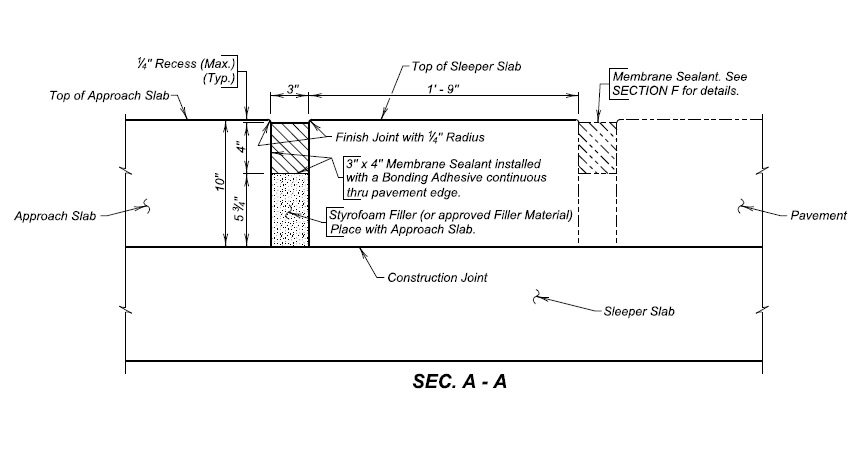 ¼" Recess (Max.)
(Typ.)
Top of Sleeper Slab
Membrane Sealant. See
SECTION F for details.
3"
1' - 9"
Top of Approach Slab
Finish Joint with ¼" Radius
4"
3" x 4" Membrane Sealant installed
with a Bonding Adhesive continuous
thru pavement edge.
10"
5 ¾"
Approach Slab
Styrofoam Filler (or approved Filler Material)
Place with Approach Slab.
Pavement
Construction Joint
Sleeper Slab
SEC. A - A